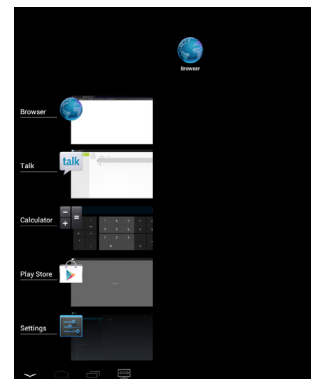 Browser
Browser
Talk
talk
Calculator
Play Store
Settings